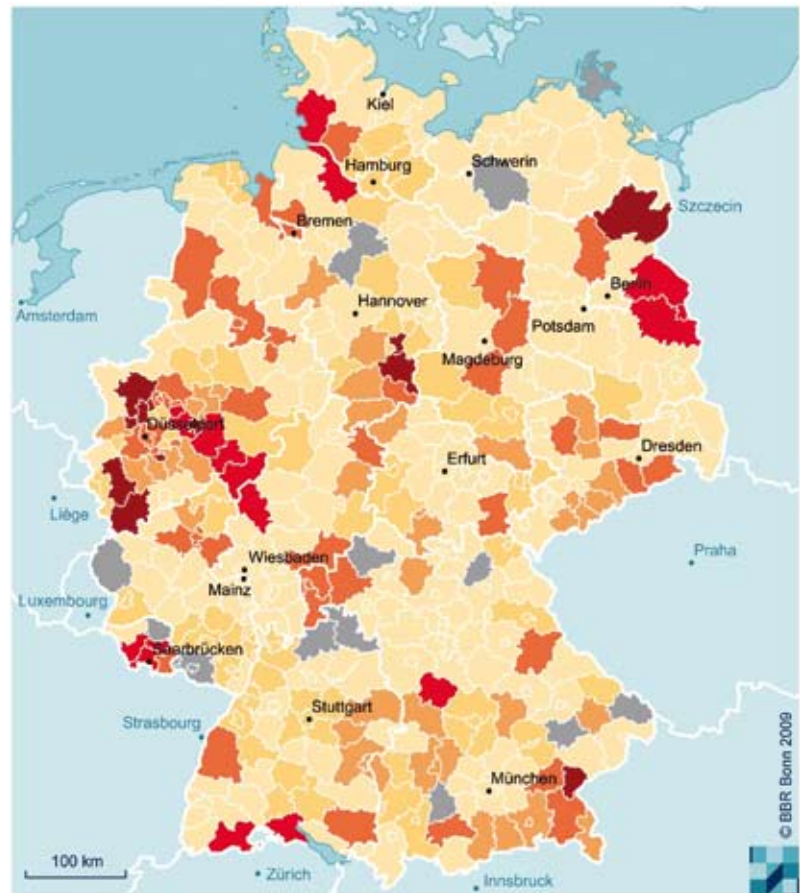 Kiel
Hamburg
Schwerin
Szczecin
Bremen
Berlin
Amsterdam
Hannover
Potsdam
Magdeburg
Düsseldorf
Dresden
Erfurt
Liège
Praha
Wiesbaden
Mainz
Luxembourg
Saarbrücken
Stuttgart
Strasbourg
München
100 km
Zürich
Innsbruck
© BBR Bonn 2009